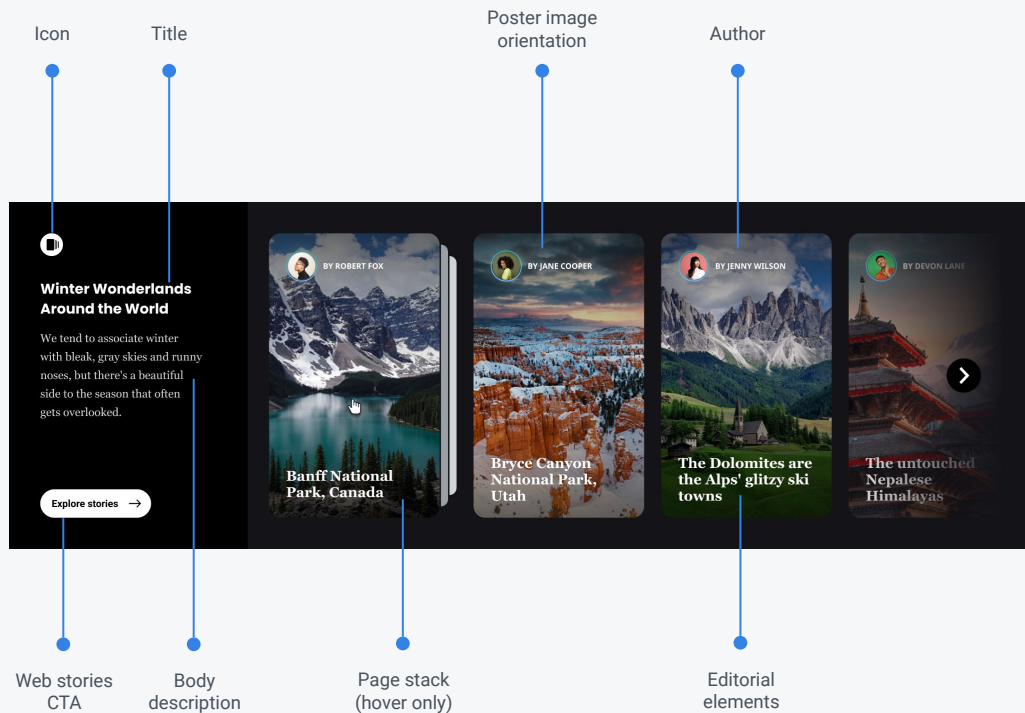 Icon
Title
Poster image
orientation
Author
Winter Wonderlands
Around the World
We tend to associate winter
with bleak, gray skies and runny
noses, but there's a beautiful
side to the season that often
gets overlooked.
Explore stories
BY ROBERT FOX
Banff National
Park, Canada
BY JANE COOPER
Bryce Canyon
National Park,
Utah
BY JENNY WILSON
The Dolomites are
the Alps' glitzy ski
towns
BY DEVON LANE
The untouched
Nepalese
Himalayas
Web stories
CTA
Body
description
Page stack
(hover only)
Editorial
elements